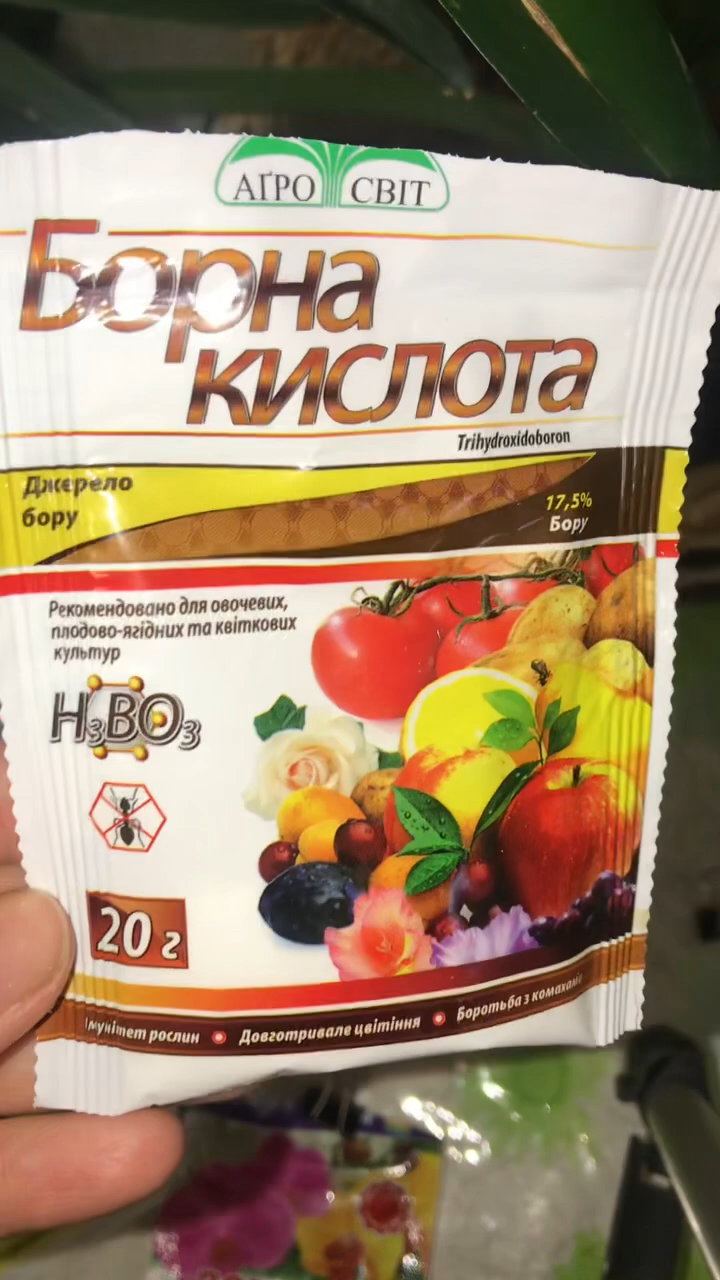 АҐРО СВІТ
Борна
кислота
Trihydroxidoboron
Джерело
бору
17,5%
Бору
Рекомендовано для овочевих,
плодово-ягідних та квіткових
культур
H3BO3
20 г
імунітет рослин Довготривале цвітіння Боротьба з комахами